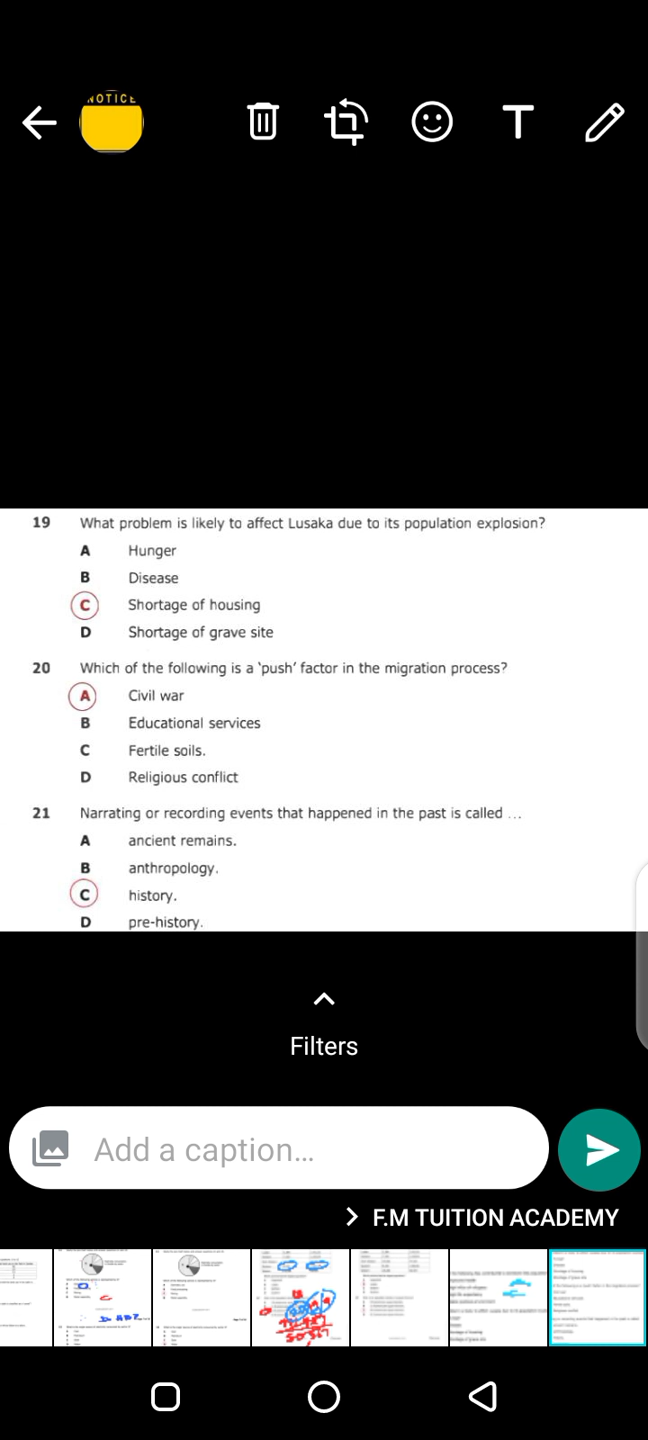 NOTICE
T
19 What problem is likely to affect Lusaka due to its population explosion?
A Hunger
B Disease
C Shortage of housing
D Shortage of grave site
20 Which of the following is a ‘push’ factor in the migration process?
A Civil war
B Educational services
C Fertile soils.
D Religious conflict
21 Narrating or recording events that happened in the past is called ...
A ancient remains.
B anthropology.
C history.
D pre-history.
Filters
Add a caption...
F.M TUITION ACADEMY